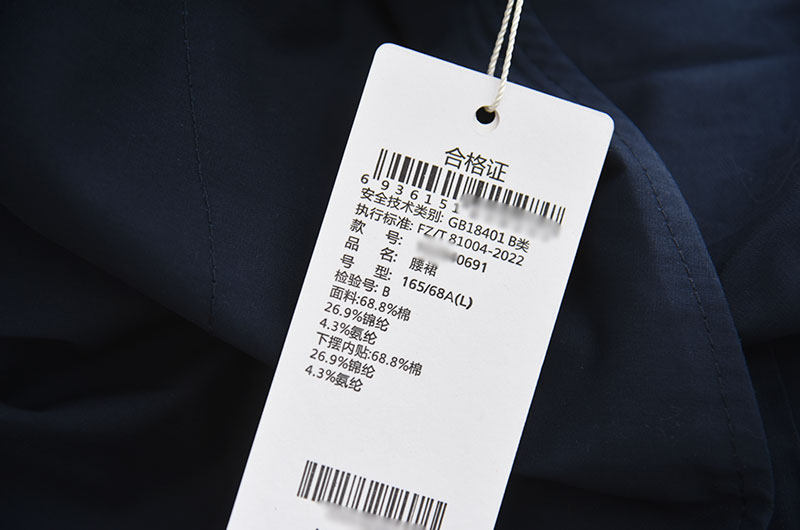 合格证
6 936151
安全技术类别: GB18401 B类
执行标准: FZ/T 81004-2022
款 号: 0691
品 名: 腰裙
号 型: 165/68A(L)
检验号: B
面料:68.8%棉
26.9%锦纶
4.3%氨纶
下摆内贴:68.8%棉
26.9%锦纶
4.3%氨纶